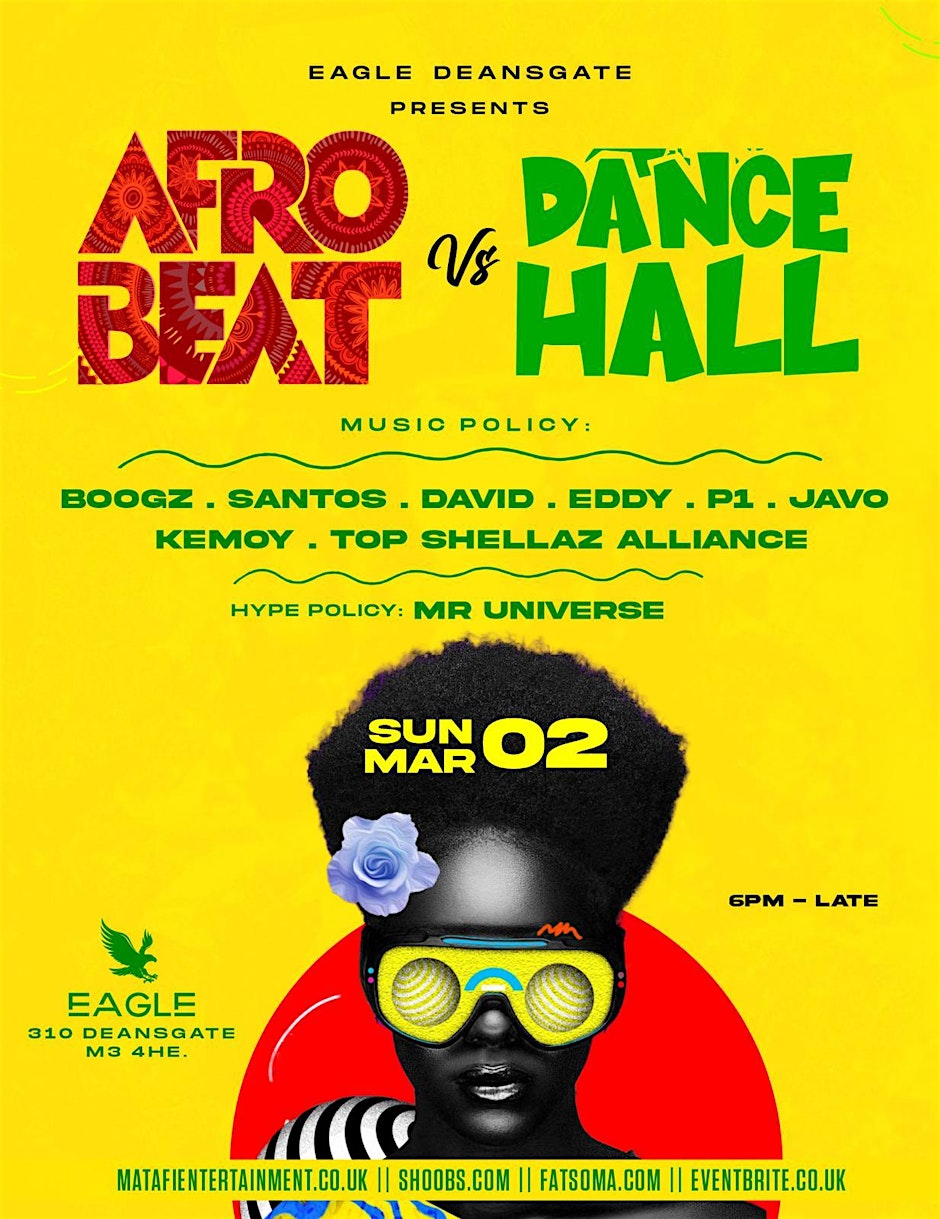 EAGLE DEANSGATE
PRESENTS
AFRO
BEAT
Vs
DANCE
HALL
MUSIC POLICY:
BOOGZ . SANTOS . DAVID . EDDY . P1 . JAVO
KEMOY . TOP SHELLAZ ALLIANCE
HYPE POLICY: MR UNIVERSE
SUN
MAR 02
6PM – LATE
EAGLE
310 DEANSGATE
M3 4HE.
MATAFIENTERTAINMENT.CO.UK || SHOOBS.COM || FATSOMA.COM || EVENTBRITE.CO.UK